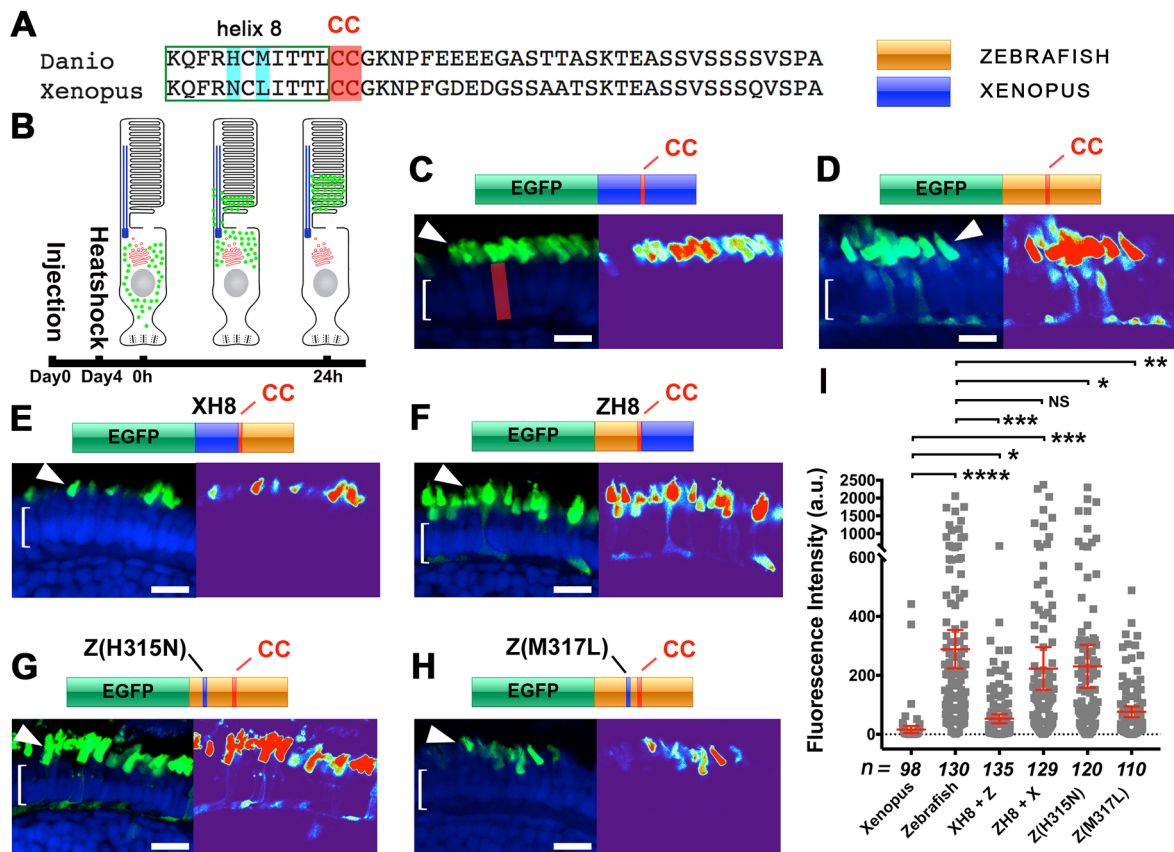 A
helix 8
CC
Danio
KQFRHCMITTLCCGKNPFEEEEGASTTASKTEASSVSSSSVSPA
Xenopus
KQFRNCLITTLCCGKNPFGDEDGSSAATSKTEASSVSSSQVSPA
ZEBRAFISH
XENOPUS
B
Injection
Heatshock
Day0
Day4
0h
24h
C
CC
EGFP
D
CC
EGFP
E
XH8
CC
EGFP
F
ZH8
CC
EGFP
G
Z(H315N)
CC
EGFP
H
Z(M317L)
CC
EGFP
I
**
*
NS
***
***
*
****
Fluorescence Intensity (a.u.)
2500
2000
1500
1000
600
400
200
0
n = 98 130 135 129 120 110
Xenopus
Zebrafish
XH8 + Z
ZH8 + X
Z(H315N)
Z(M317L)